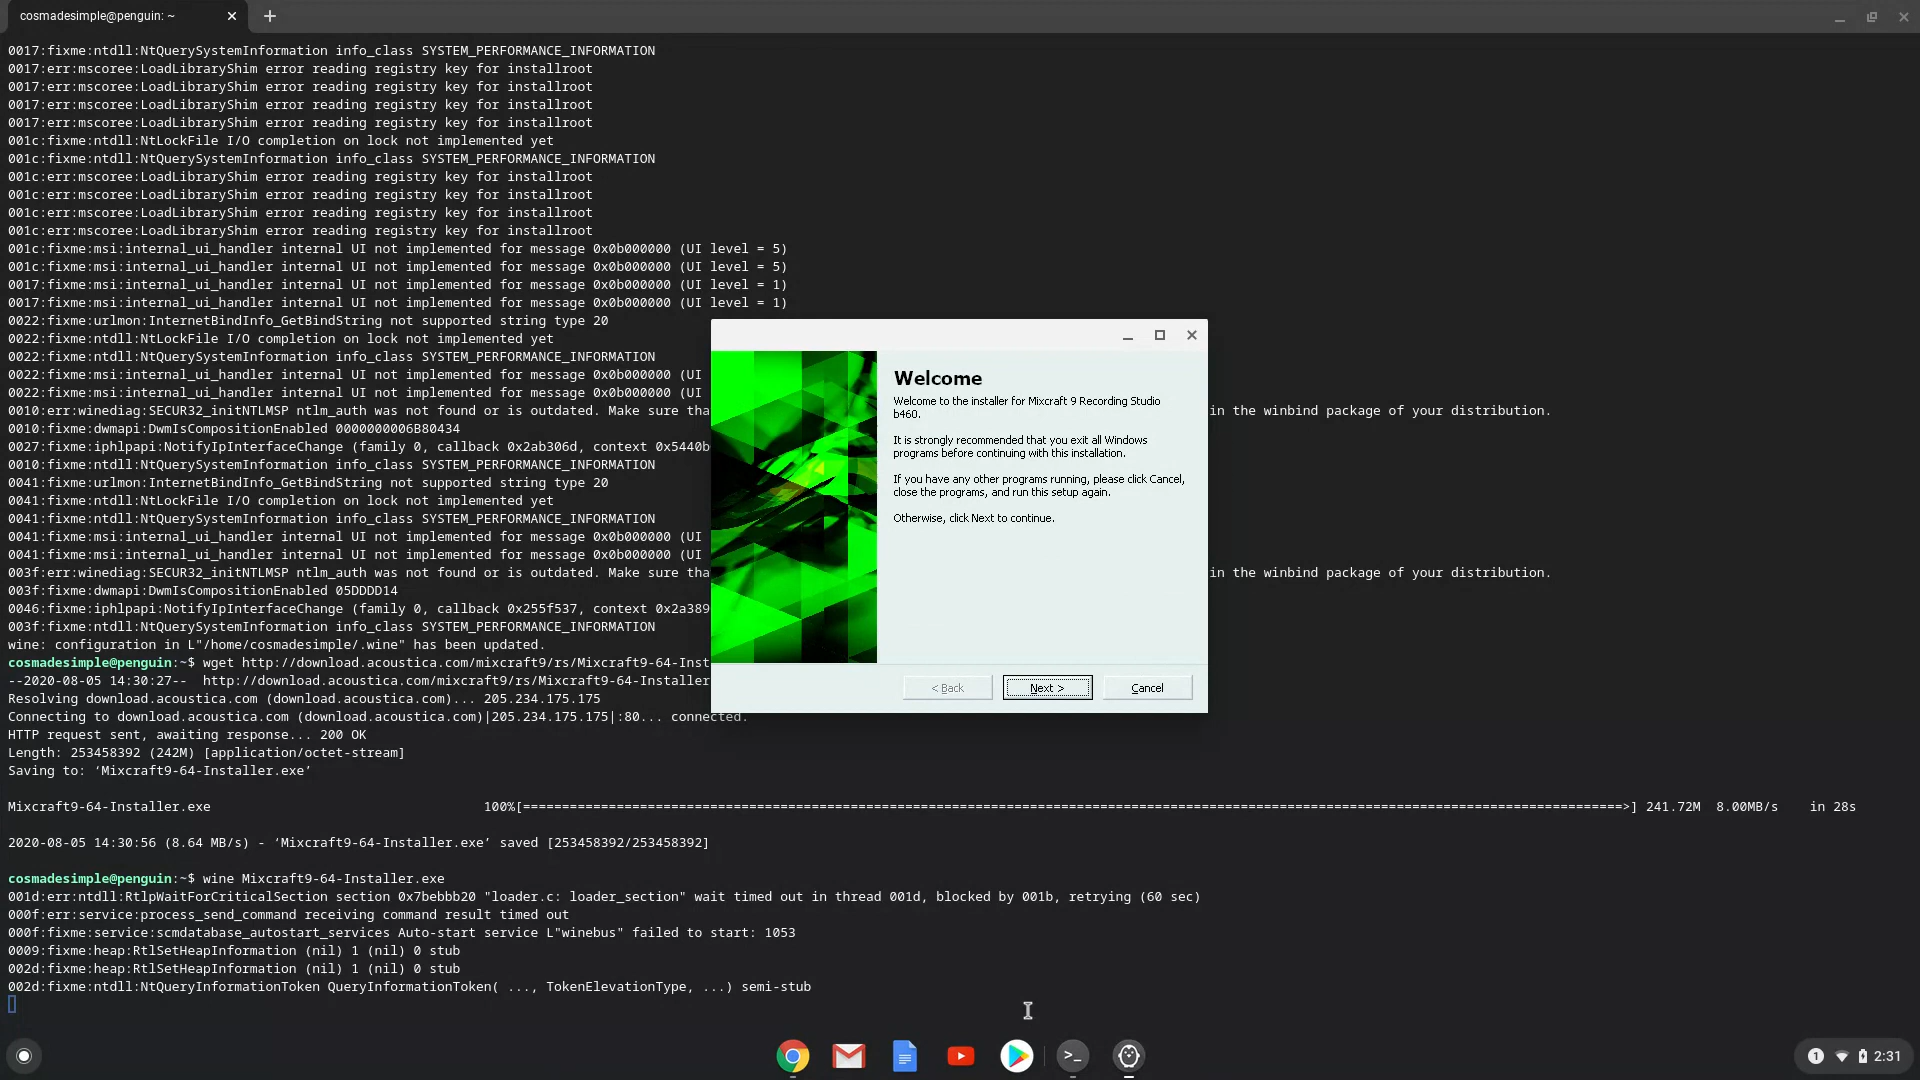 cosmadesimple@penguin: ~
0017:fixme:ntdll:NtQuerySystemInformation info_class SYSTEM_PERFORMANCE_INFORMATION
0017:err:mscoree:LoadLibraryShim error reading registry key for installroot
0017:err:mscoree:LoadLibraryShim error reading registry key for installroot
0017:err:mscoree:LoadLibraryShim error reading registry key for installroot
0017:err:mscoree:LoadLibraryShim error reading registry key for installroot
001c:fixme:ntdll:NtLockFile I/O completion on lock not implemented yet
001c:fixme:ntdll:NtQuerySystemInformation info_class SYSTEM_PERFORMANCE_INFORMATION
001c:err:mscoree:LoadLibraryShim error reading registry key for installroot
001c:err:mscoree:LoadLibraryShim error reading registry key for installroot
001c:err:mscoree:LoadLibraryShim error reading registry key for installroot
001c:err:mscoree:LoadLibraryShim error reading registry key for installroot
001c:fixme:msi:internal_ui_handler internal UI not implemented for message 0x0b000000 (UI level = 5)
001c:fixme:msi:internal_ui_handler internal UI not implemented for message 0x0b000000 (UI level = 5)
0017:fixme:msi:internal_ui_handler internal UI not implemented for message 0x0b000000 (UI level = 1)
0017:fixme:msi:internal_ui_handler internal UI not implemented for message 0x0b000000 (UI level = 1)
0022:fixme:urlmon:InternetBindInfo_GetBindString not supported string type 20
0022:fixme:ntdll:NtLockFile I/O completion on lock not implemented yet
0022:fixme:ntdll:NtQuerySystemInformation info_class SYSTEM_PERFORMANCE_INFORMATION
0022:fixme:msi:internal_ui_handler internal UI not implemented for message 0x0b000000 (UI
0022:fixme:msi:internal_ui_handler internal UI not implemented for message 0x0b000000 (UI
0010:err:winediag:SECUR32_initNTLMSP ntlm_auth was not found or is outdated. Make sure tha in the winbind package of your distribution.
0010:fixme:dwmapi:DwmIsCompositionEnabled 0000000006B80434
0027:fixme:iphlpapi:NotifyIpInterfaceChange (family 0, callback 0x2ab306d, context 0x5440b
0010:fixme:ntdll:NtQuerySystemInformation info_class SYSTEM_PERFORMANCE_INFORMATION
0041:fixme:urlmon:InternetBindInfo_GetBindString not supported string type 20
0041:fixme:ntdll:NtLockFile I/O completion on lock not implemented yet
0041:fixme:ntdll:NtQuerySystemInformation info_class SYSTEM_PERFORMANCE_INFORMATION
0041:fixme:msi:internal_ui_handler internal UI not implemented for message 0x0b000000 (UI
0041:fixme:msi:internal_ui_handler internal UI not implemented for message 0x0b000000 (UI
003f:err:winediag:SECUR32_initNTLMSP ntlm_auth was not found or is outdated. Make sure tha in the winbind package of your distribution.
003f:fixme:dwmapi:DwmIsCompositionEnabled 05DDDD14
0046:fixme:iphlpapi:NotifyIpInterfaceChange (family 0, callback 0x255f537, context 0x2a389
003f:fixme:ntdll:NtQuerySystemInformation info_class SYSTEM_PERFORMANCE_INFORMATION
wine: configuration in L"/home/cosmadesimple/.wine" has been updated.
cosmadesimple@penguin:~$ wget http://download.acoustica.com/mixcraft9/rs/Mixcraft9-64-Inst
--2020-08-05 14:30:27--  http://download.acoustica.com/mixcraft9/rs/Mixcraft9-64-Installer
Resolving download.acoustica.com (download.acoustica.com)... 205.234.175.175
Connecting to download.acoustica.com (download.acoustica.com)|205.234.175.175|:80... connected.
HTTP request sent, awaiting response... 200 OK
Length: 253458392 (242M) [application/octet-stream]
Saving to: ‘Mixcraft9-64-Installer.exe’
Mixcraft9-64-Installer.exe 100%[=============================================================================================================================================>] 241.72M 8.00MB/s in 28s
2020-08-05 14:30:56 (8.64 MB/s) - ‘Mixcraft9-64-Installer.exe’ saved [253458392/253458392]
cosmadesimple@penguin:~$ wine Mixcraft9-64-Installer.exe
001d:err:ntdll:RtlpWaitForCriticalSection section 0x7bebbb20 "loader.c: loader_section" wait timed out in thread 001d, blocked by 001b, retrying (60 sec)
000f:err:service:process_send_command receiving command result timed out
000f:fixme:service:scmdatabase_autostart_services Auto-start service L"winebus" failed to start: 1053
0009:fixme:heap:RtlSetHeapInformation (nil) 1 (nil) 0 stub
002d:fixme:heap:RtlSetHeapInformation (nil) 1 (nil) 0 stub
002d:fixme:ntdll:NtQueryInformationToken QueryInformationToken( ..., TokenElevationType, ...) semi-stub
Welcome
Welcome to the installer for Mixcraft 9 Recording Studio
b460.
It is strongly recommended that you exit all Windows
programs before continuing with this installation.
If you have any other programs running, please click Cancel,
close the programs, and run this setup again.
Otherwise, click Next to continue.
< Back
Next >
Cancel
1
2:31